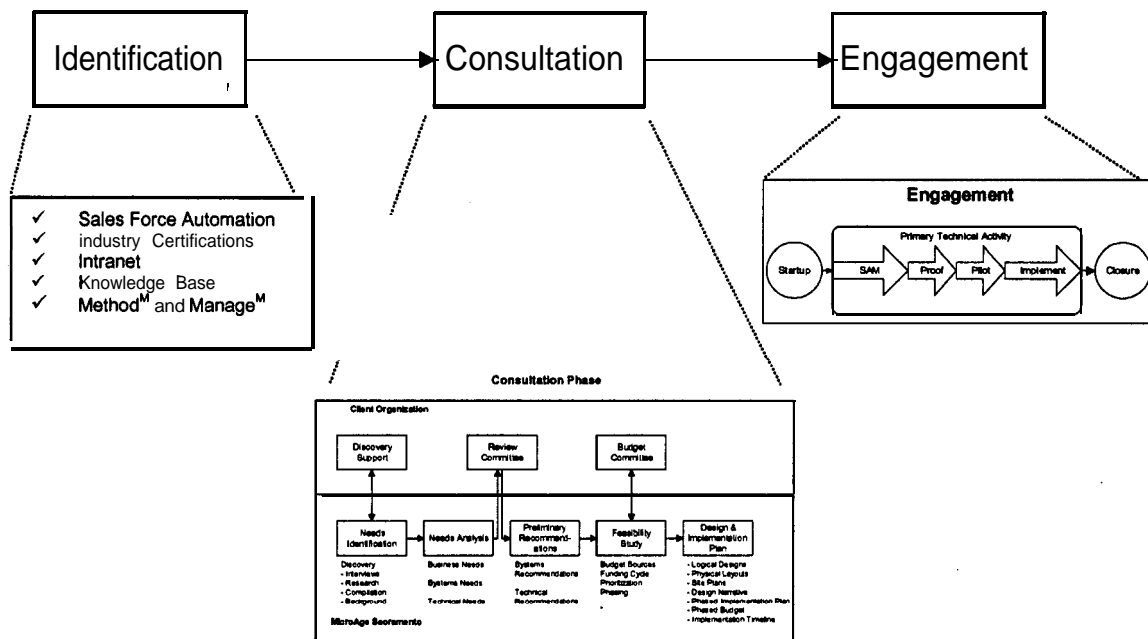 Identification
Consultation
Engagement
✓ Sales Force Automation
✓ industry Certifications
✓ Intranet
✓ Knowledge Base
✓ Method^M and Manage^M
Engagement
Primary Technical Activity
Startup
SAM
Proof
Pilot
Implement
Closure
Consultation Phase
Client Organization
Discovery
Support
Review
Committee
Budget
Committee
Needs
Identification
Needs Analysis
Preliminary
Recommend-
ations
Feasibility
Study
Design &
Implementation
Plan
Discovery
- Interviews
- Research
- Compilation
- Background
Business Needs
Systems Needs
Technical Needs
Systems
Recommendations
Technical
Recommendations
Budget Sources
Funding Cycle
Prioritization
Phasing
- Logical Designs
- Physical Layouts
- Site Plans
- Design Narrative
- Phased Implementation Plan
- Phased Budget
- Implementation Timeline
MicroAge Sacramento